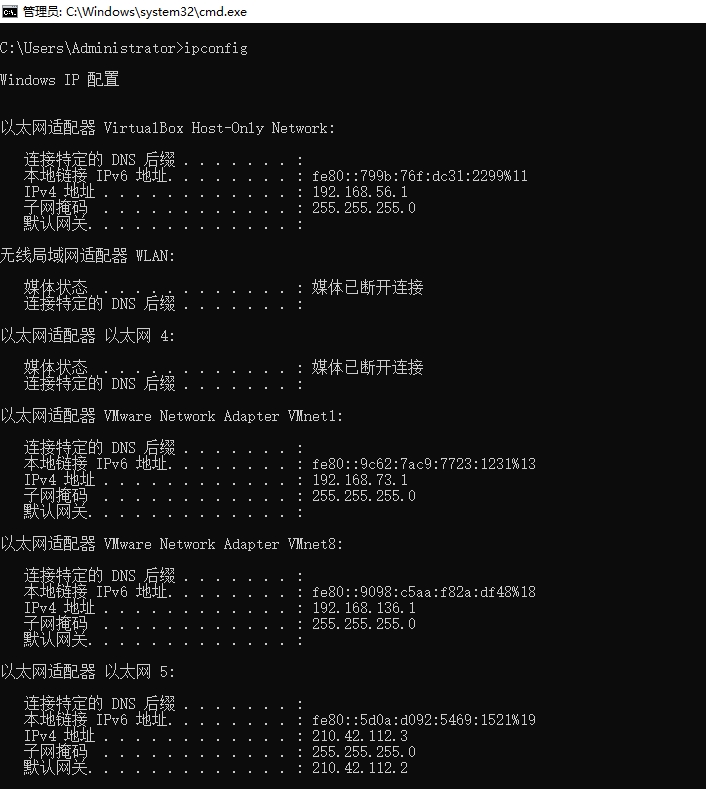 管理员: C:\Windows\system32\cmd.exe
C:\Users\Administrator>ipconfig
Windows IP 配置
以太网适配器 VirtualBox Host-Only Network:
连接特定的 DNS 后缀 . . . . . . . :
本地链接 IPv6 地址. . . . . . . . : fe80::799b:76f:dc31:2299%11
IPv4 地址 . . . . . . . . . . . . : 192.168.56.1
子网掩码  . . . . . . . . . . . . : 255.255.255.0
默认网关. . . . . . . . . . . . . :
无线局域网适配器 WLAN:
媒体状态  . . . . . . . . . . . . : 媒体已断开连接
连接特定的 DNS 后缀 . . . . . . . :
以太网适配器 以太网 4:
媒体状态  . . . . . . . . . . . . : 媒体已断开连接
连接特定的 DNS 后缀 . . . . . . . :
以太网适配器 VMware Network Adapter VMnet1:
连接特定的 DNS 后缀 . . . . . . . :
本地链接 IPv6 地址. . . . . . . . : fe80::9c62:7ac9:7723:1231%13
IPv4 地址 . . . . . . . . . . . . : 192.168.73.1
子网掩码  . . . . . . . . . . . . : 255.255.255.0
默认网关. . . . . . . . . . . . . :
以太网适配器 VMware Network Adapter VMnet8:
连接特定的 DNS 后缀 . . . . . . . :
本地链接 IPv6 地址. . . . . . . . : fe80::9098:c5aa:f82a:df48%18
IPv4 地址 . . . . . . . . . . . . : 192.168.136.1
子网掩码  . . . . . . . . . . . . : 255.255.255.0
默认网关. . . . . . . . . . . . . :
以太网适配器 以太网 5:
连接特定的 DNS 后缀 . . . . . . . :
本地链接 IPv6 地址. . . . . . . . : fe80::5d0a:d092:5469:1521%19
IPv4 地址 . . . . . . . . . . . . : 210.42.112.3
子网掩码  . . . . . . . . . . . . : 255.255.255.0
默认网关. . . . . . . . . . . . . : 210.42.112.2